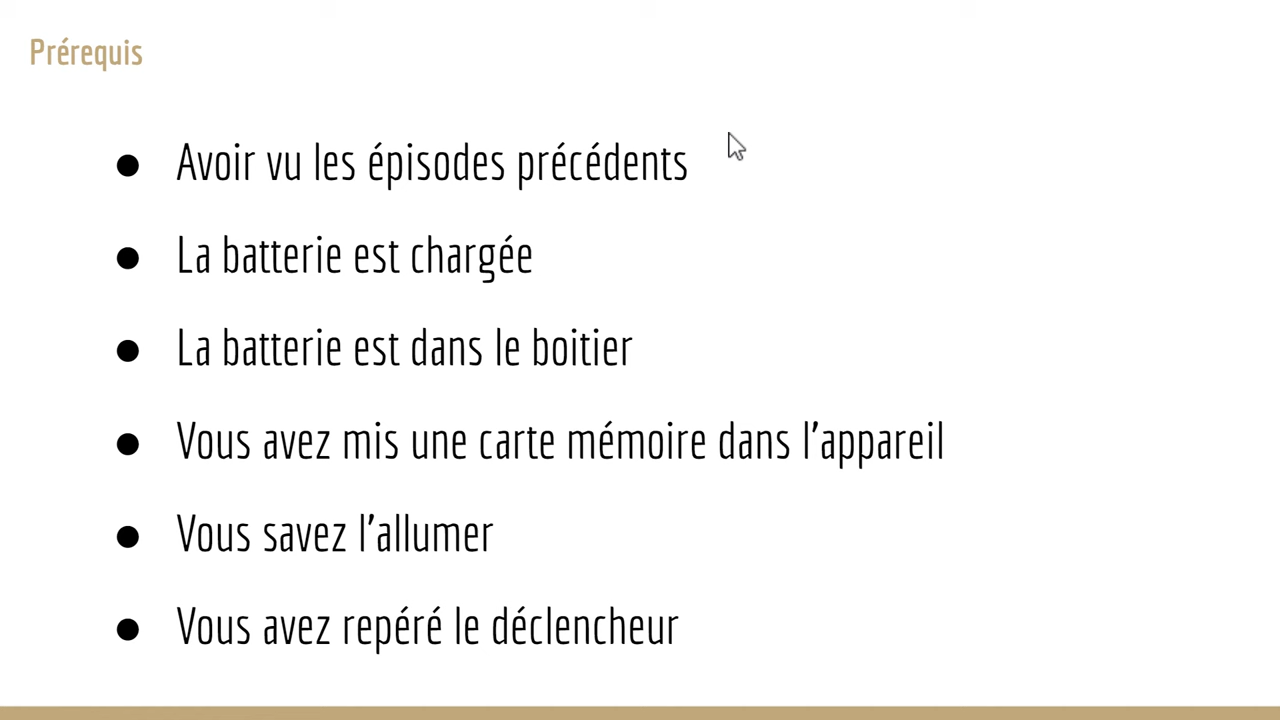 Prérequis
● Avoir vu les épisodes précédents
● La batterie est chargée
● La batterie est dans le boitier
● Vous avez mis une carte mémoire dans l’appareil
● Vous savez l’allumer
● Vous avez repéré le déclencheur